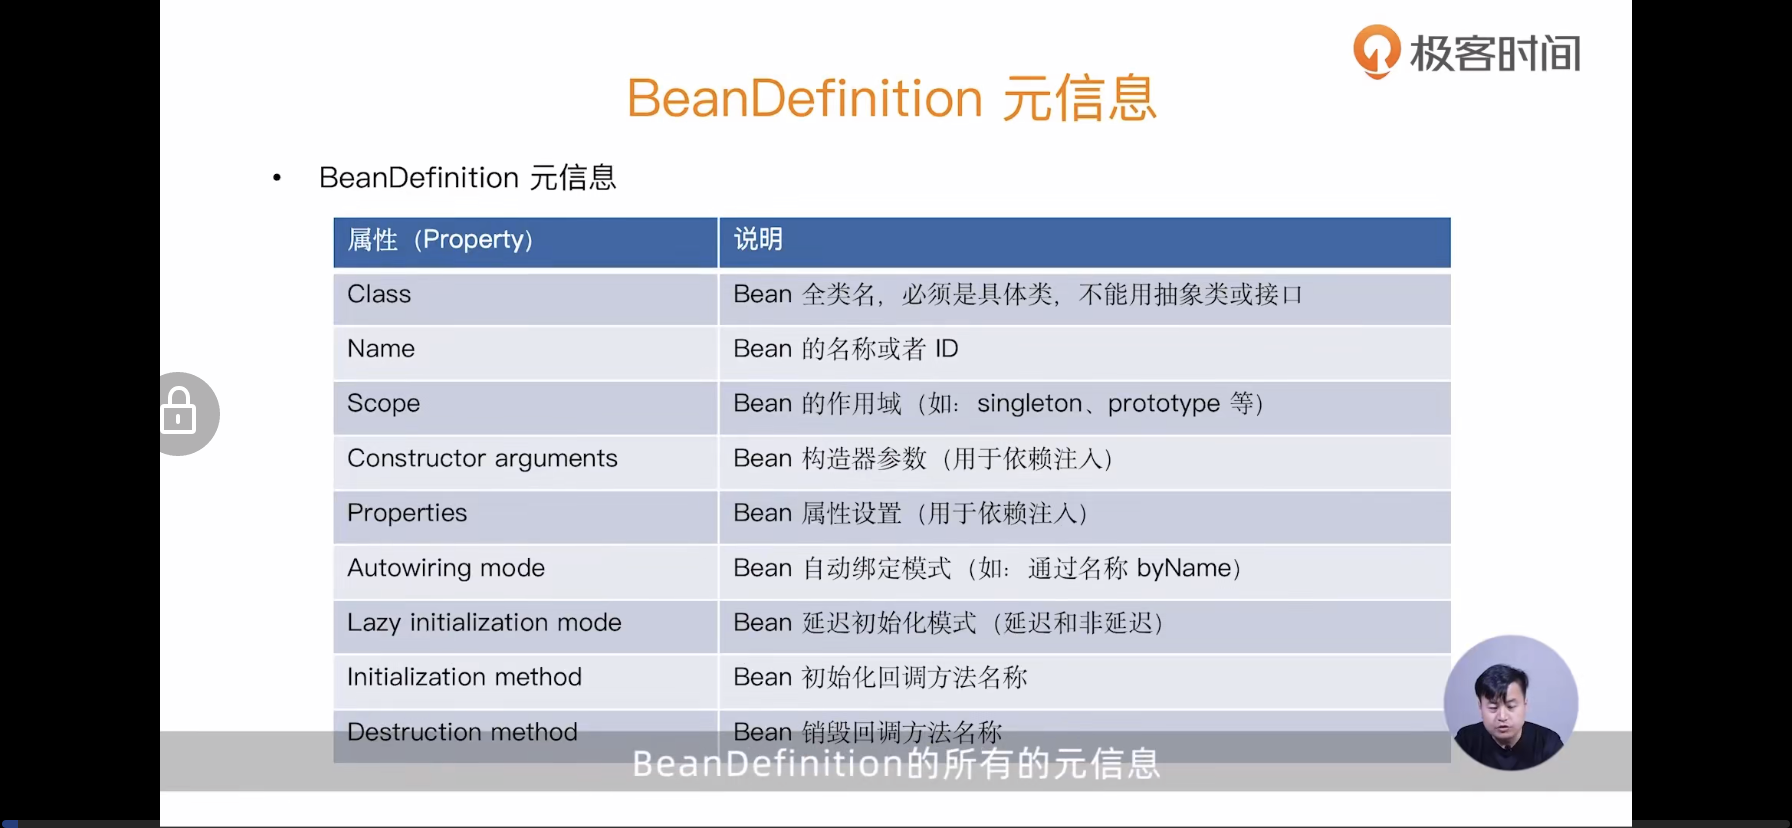 极客时间
BeanDefinition 元信息
• BeanDefinition 元信息
属性（Property） 说明
Class Bean 全类名，必须是具体类，不能用抽象类或接口
Name Bean 的名称或者 ID
Scope Bean 的作用域（如：singleton、prototype 等）
Constructor arguments Bean 构造器参数（用于依赖注入）
Properties Bean 属性设置（用于依赖注入）
Autowiring mode Bean 自动绑定模式（如：通过名称 byName）
Lazy initialization mode Bean 延迟初始化模式（延迟和非延迟）
Initialization method Bean 初始化回调方法名称
Destruction method Bean 销毁回调方法名称
BeanDefinition的所有的元信息